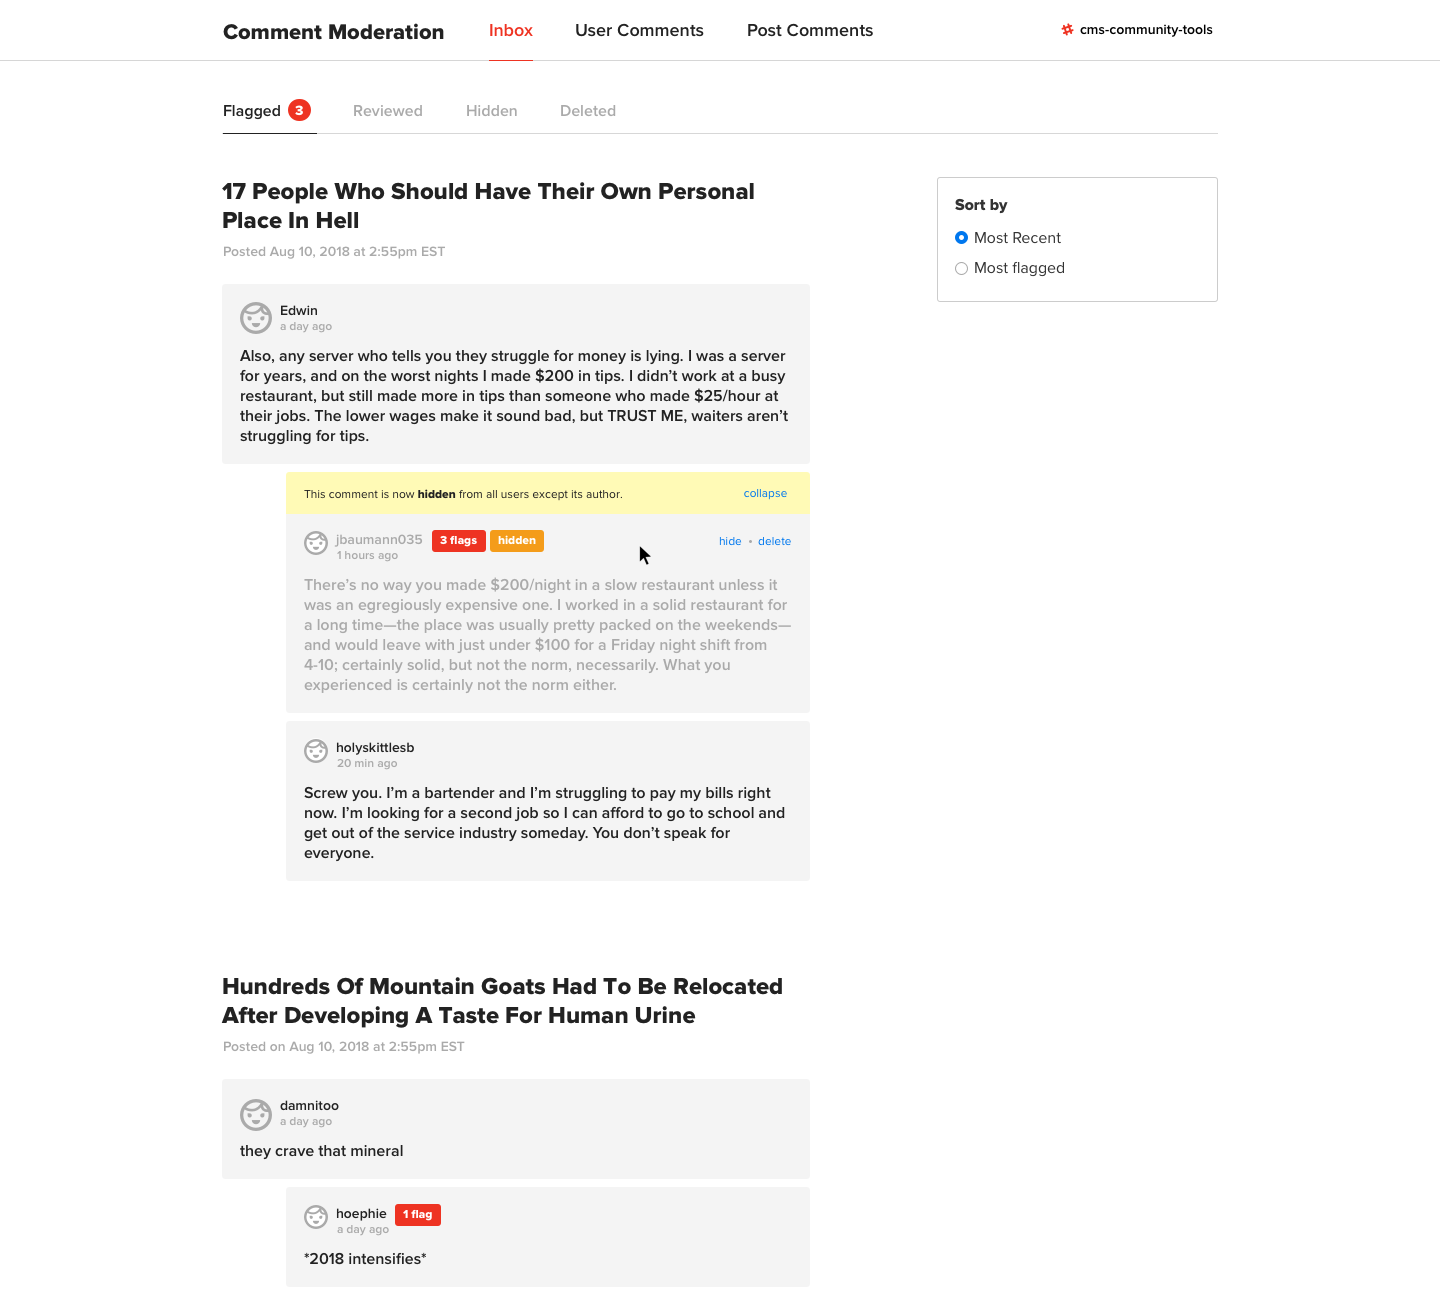 Comment Moderation Inbox User Comments Post Comments cms-community-tools
Flagged 3 Reviewed Hidden Deleted
17 People Who Should Have Their Own Personal
Place In Hell
Posted Aug 10, 2018 at 2:55pm EST
Sort by
Most Recent
Most flagged
Edwin
a day ago
Also, any server who tells you they struggle for money is lying. I was a server
for years, and on the worst nights I made $200 in tips. I didn’t work at a busy
restaurant, but still made more in tips than someone who made $25/hour at
their jobs. The lower wages make it sound bad, but TRUST ME, waiters aren’t
struggling for tips.
This comment is now hidden from all users except its author. collapse
jbaumann035 3 flags hidden hide • delete
1 hours ago
There’s no way you made $200/night in a slow restaurant unless it
was an egregiously expensive one. I worked in a solid restaurant for
a long time—the place was usually pretty packed on the weekends—
and would leave with just under $100 for a Friday night shift from
4-10; certainly solid, but not the norm, necessarily. What you
experienced is certainly not the norm either.
holyskittlesb
20 min ago
Screw you. I’m a bartender and I’m struggling to pay my bills right
now. I’m looking for a second job so I can afford to go to school and
get out of the service industry someday. You don’t speak for
everyone.
Hundreds Of Mountain Goats Had To Be Relocated
After Developing A Taste For Human Urine
Posted on Aug 10, 2018 at 2:55pm EST
damnitoo
a day ago
they crave that mineral
hoephie 1 flag
a day ago
*2018 intensifies*